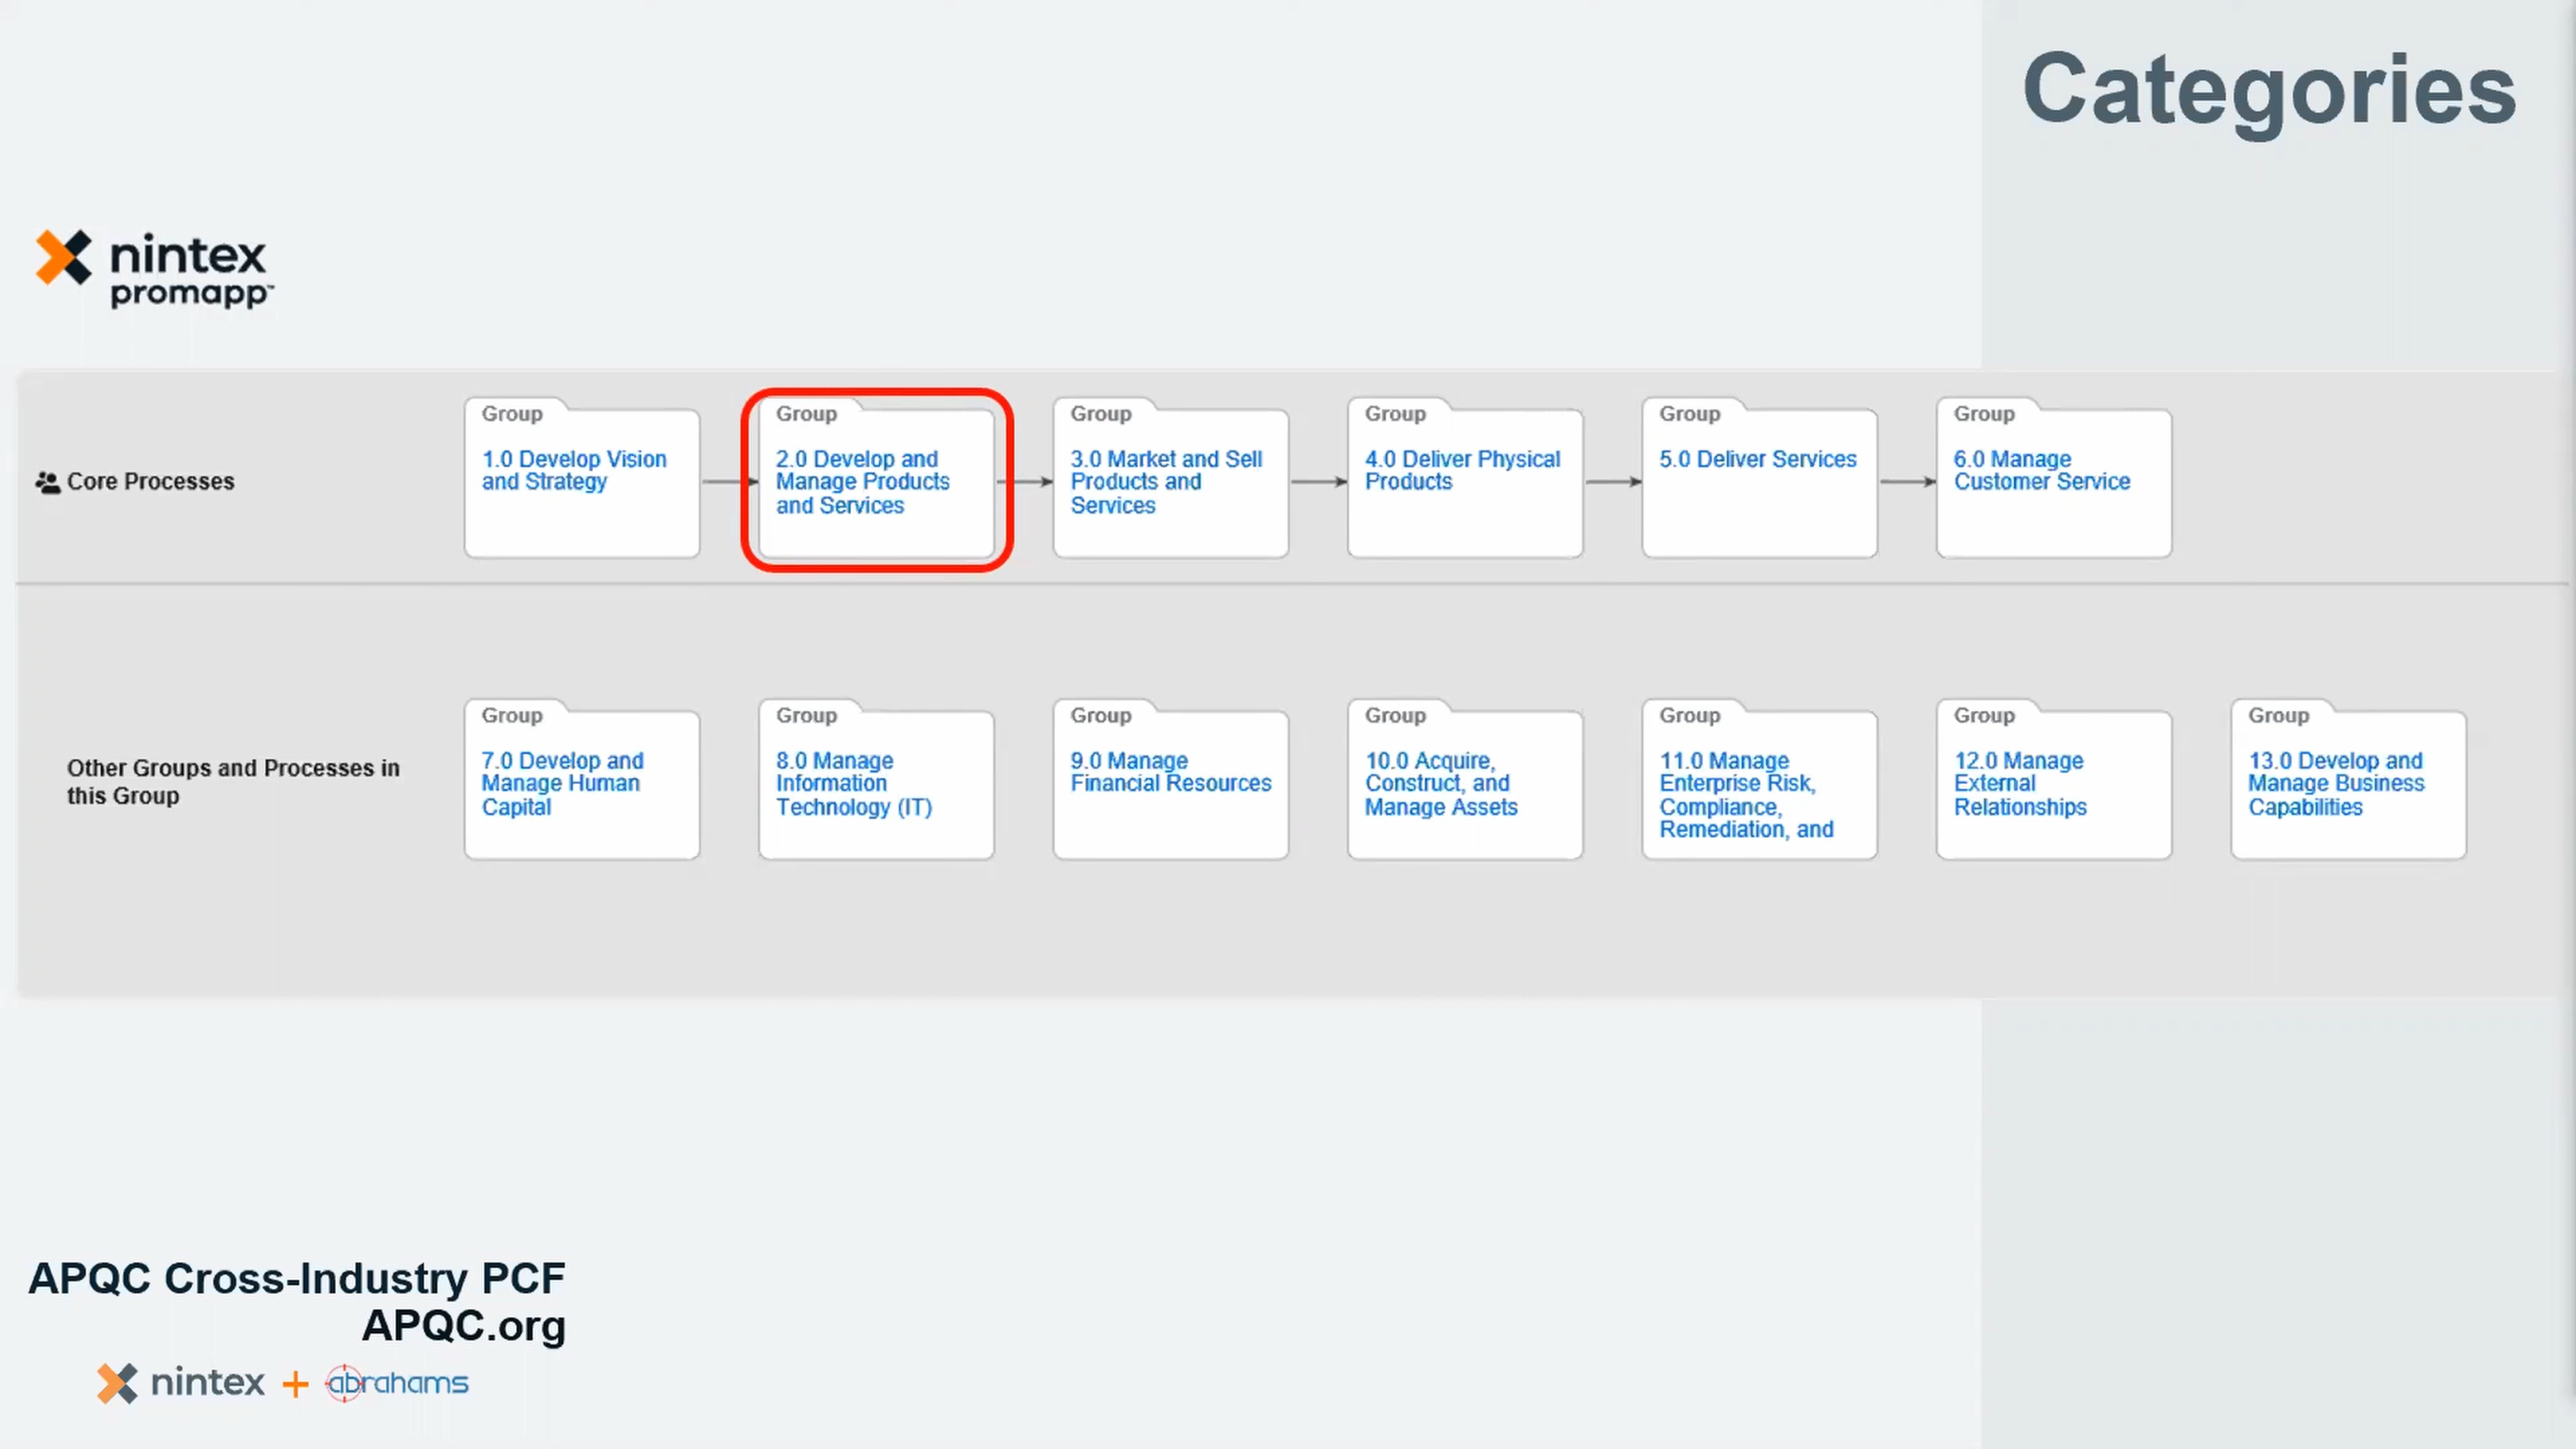 Categories
nintex
promapp™
Core Processes
Group
1.0 Develop Vision
and Strategy
Group
2.0 Develop and
Manage Products
and Services
Group
3.0 Market and Sell
Products and
Services
Group
4.0 Deliver Physical
Products
Group
5.0 Deliver Services
Group
6.0 Manage
Customer Service
Other Groups and Processes in
this Group
Group
7.0 Develop and
Manage Human
Capital
Group
8.0 Manage
Information
Technology (IT)
Group
9.0 Manage
Financial Resources
Group
10.0 Acquire,
Construct, and
Manage Assets
Group
11.0 Manage
Enterprise Risk,
Compliance,
Remediation, and
Group
12.0 Manage
External
Relationships
Group
13.0 Develop and
Manage Business
Capabilities
APQC Cross-Industry PCF
APQC.org
nintex + abrahams